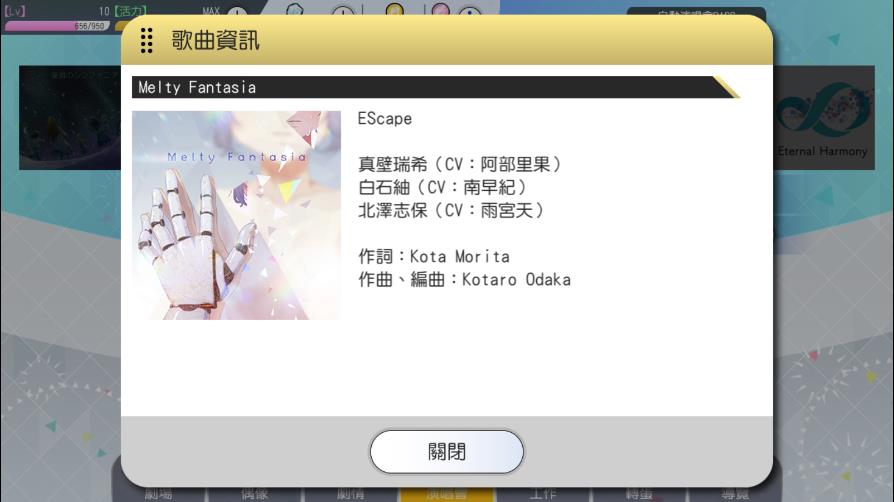 【Lv】
10【活力】
MAX
656/950
歌曲資訊
Melty Fantasia
Melty Fantasia
EScape
真壁瑞希（CV：阿部里果）
白石紬（CV：南早紀）
北澤志保（CV：雨宮天）
作詞：Kota Morita
作曲、編曲：Kotaro Odaka
Eternal Harmony
關閉
劇場
偶像
劇情
演唱會
工作
轉蛋
導覽